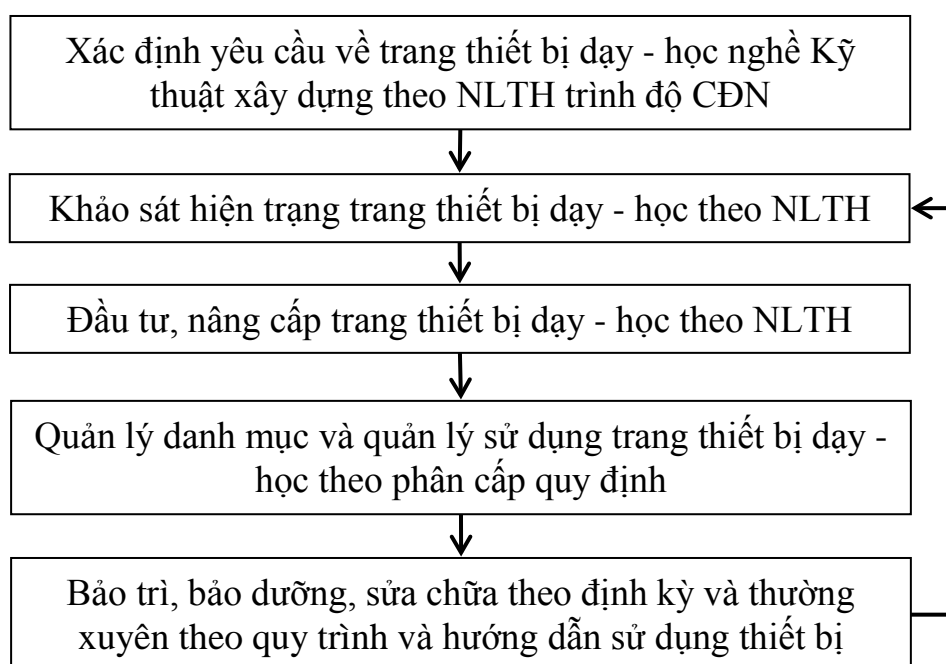 Xác định yêu cầu về trang thiết bị dạy - học nghề Kỹ
thuật xây dựng theo NLTH trình độ CĐN
Khảo sát hiện trạng trang thiết bị dạy - học theo NLTH
Đầu tư, nâng cấp trang thiết bị dạy - học theo NLTH
Quản lý danh mục và quản lý sử dụng trang thiết bị dạy -
học theo phân cấp quy định
Bảo trì, bảo dưỡng, sửa chữa theo định kỳ và thường
xuyên theo quy trình và hướng dẫn sử dụng thiết bị